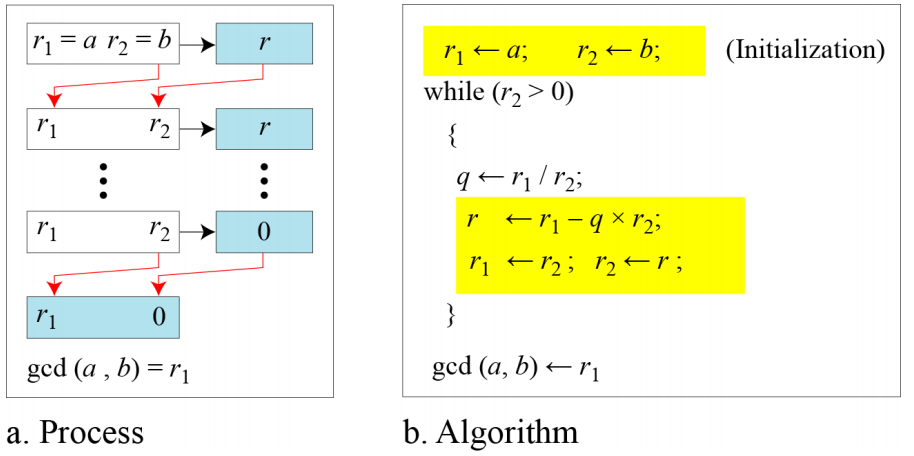 r₁ = a r₂ = b r
r₁ r₂ r
r₁ r₂ 0
r₁ 0
gcd (a , b) = r₁
a. Process
r₁ ← a; r₂ ← b; (Initialization)
while (r₂ > 0)
{
q ← r₁ / r₂;
r ← r₁ − q × r₂;
r₁ ← r₂ ; r₂ ← r ;
}
gcd (a, b) ← r₁
b. Algorithm